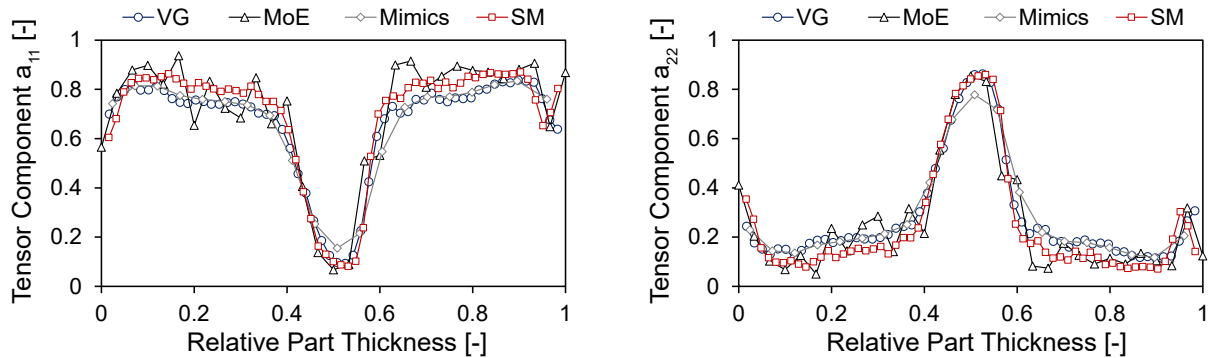 VG MoE Mimics SM
Tensor Component a11 [-]
1
0.8
0.6
0.4
0.2
0
0 0.2 0.4 0.6 0.8 1
Relative Part Thickness [-]
VG MoE Mimics SM
Tensor Component a22 [-]
1
0.8
0.6
0.4
0.2
0
0 0.2 0.4 0.6 0.8 1
Relative Part Thickness [-]